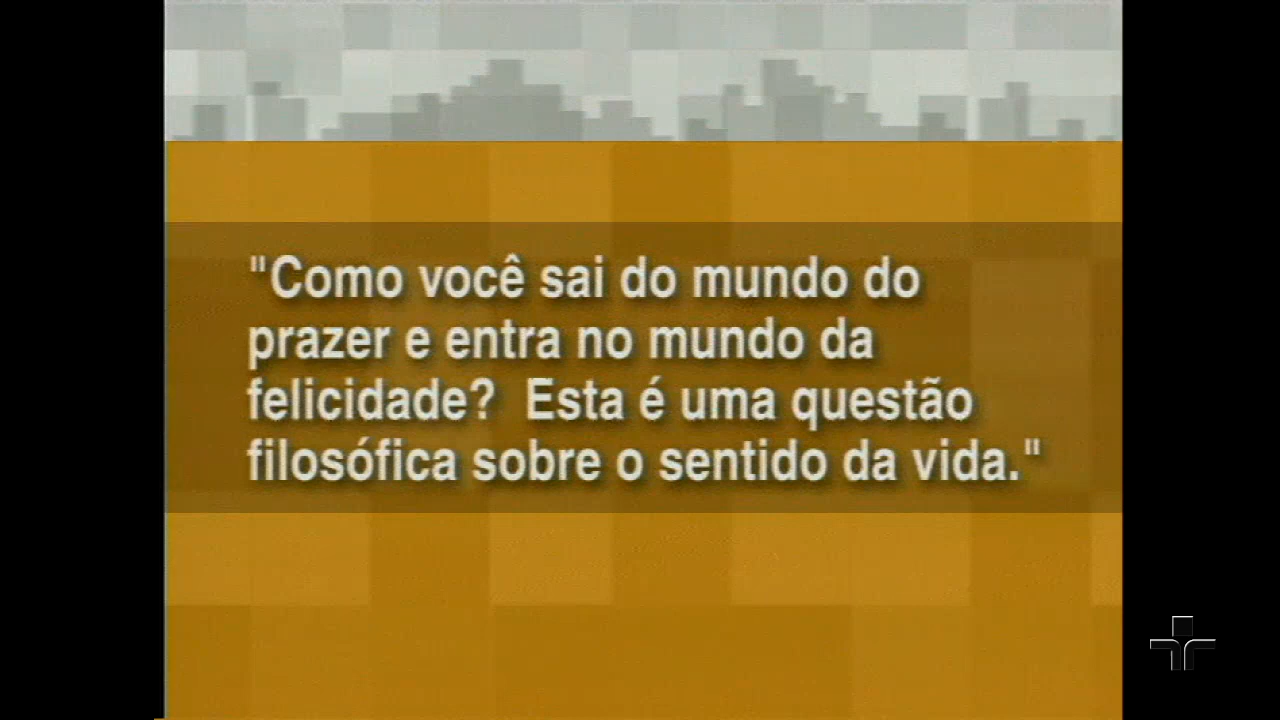 "Como você sai do mundo do
prazer e entra no mundo da
felicidade?  Esta é uma questão
filosófica sobre o sentido da vida."